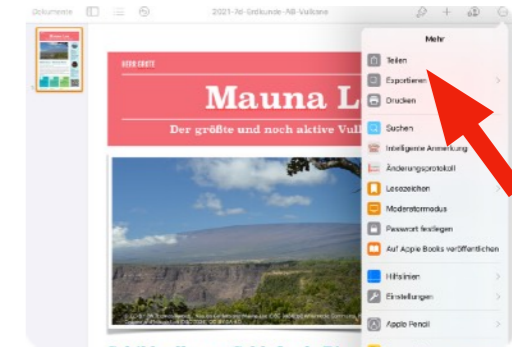 Dokumente
2021-7d-Erdkunde-AB-Vulkane
Mehr
Teilen
Exportieren
Drucken
Suchen
Intelligente Anmerkung
Änderungsprotokoll
Lesezeichen
Moderatormodus
Passwort festlegen
Auf Apple Books veröffentlichen
Hilfslinien
Einstellungen
Apple Pencil
Mauna L
Der größte und noch aktive Vul